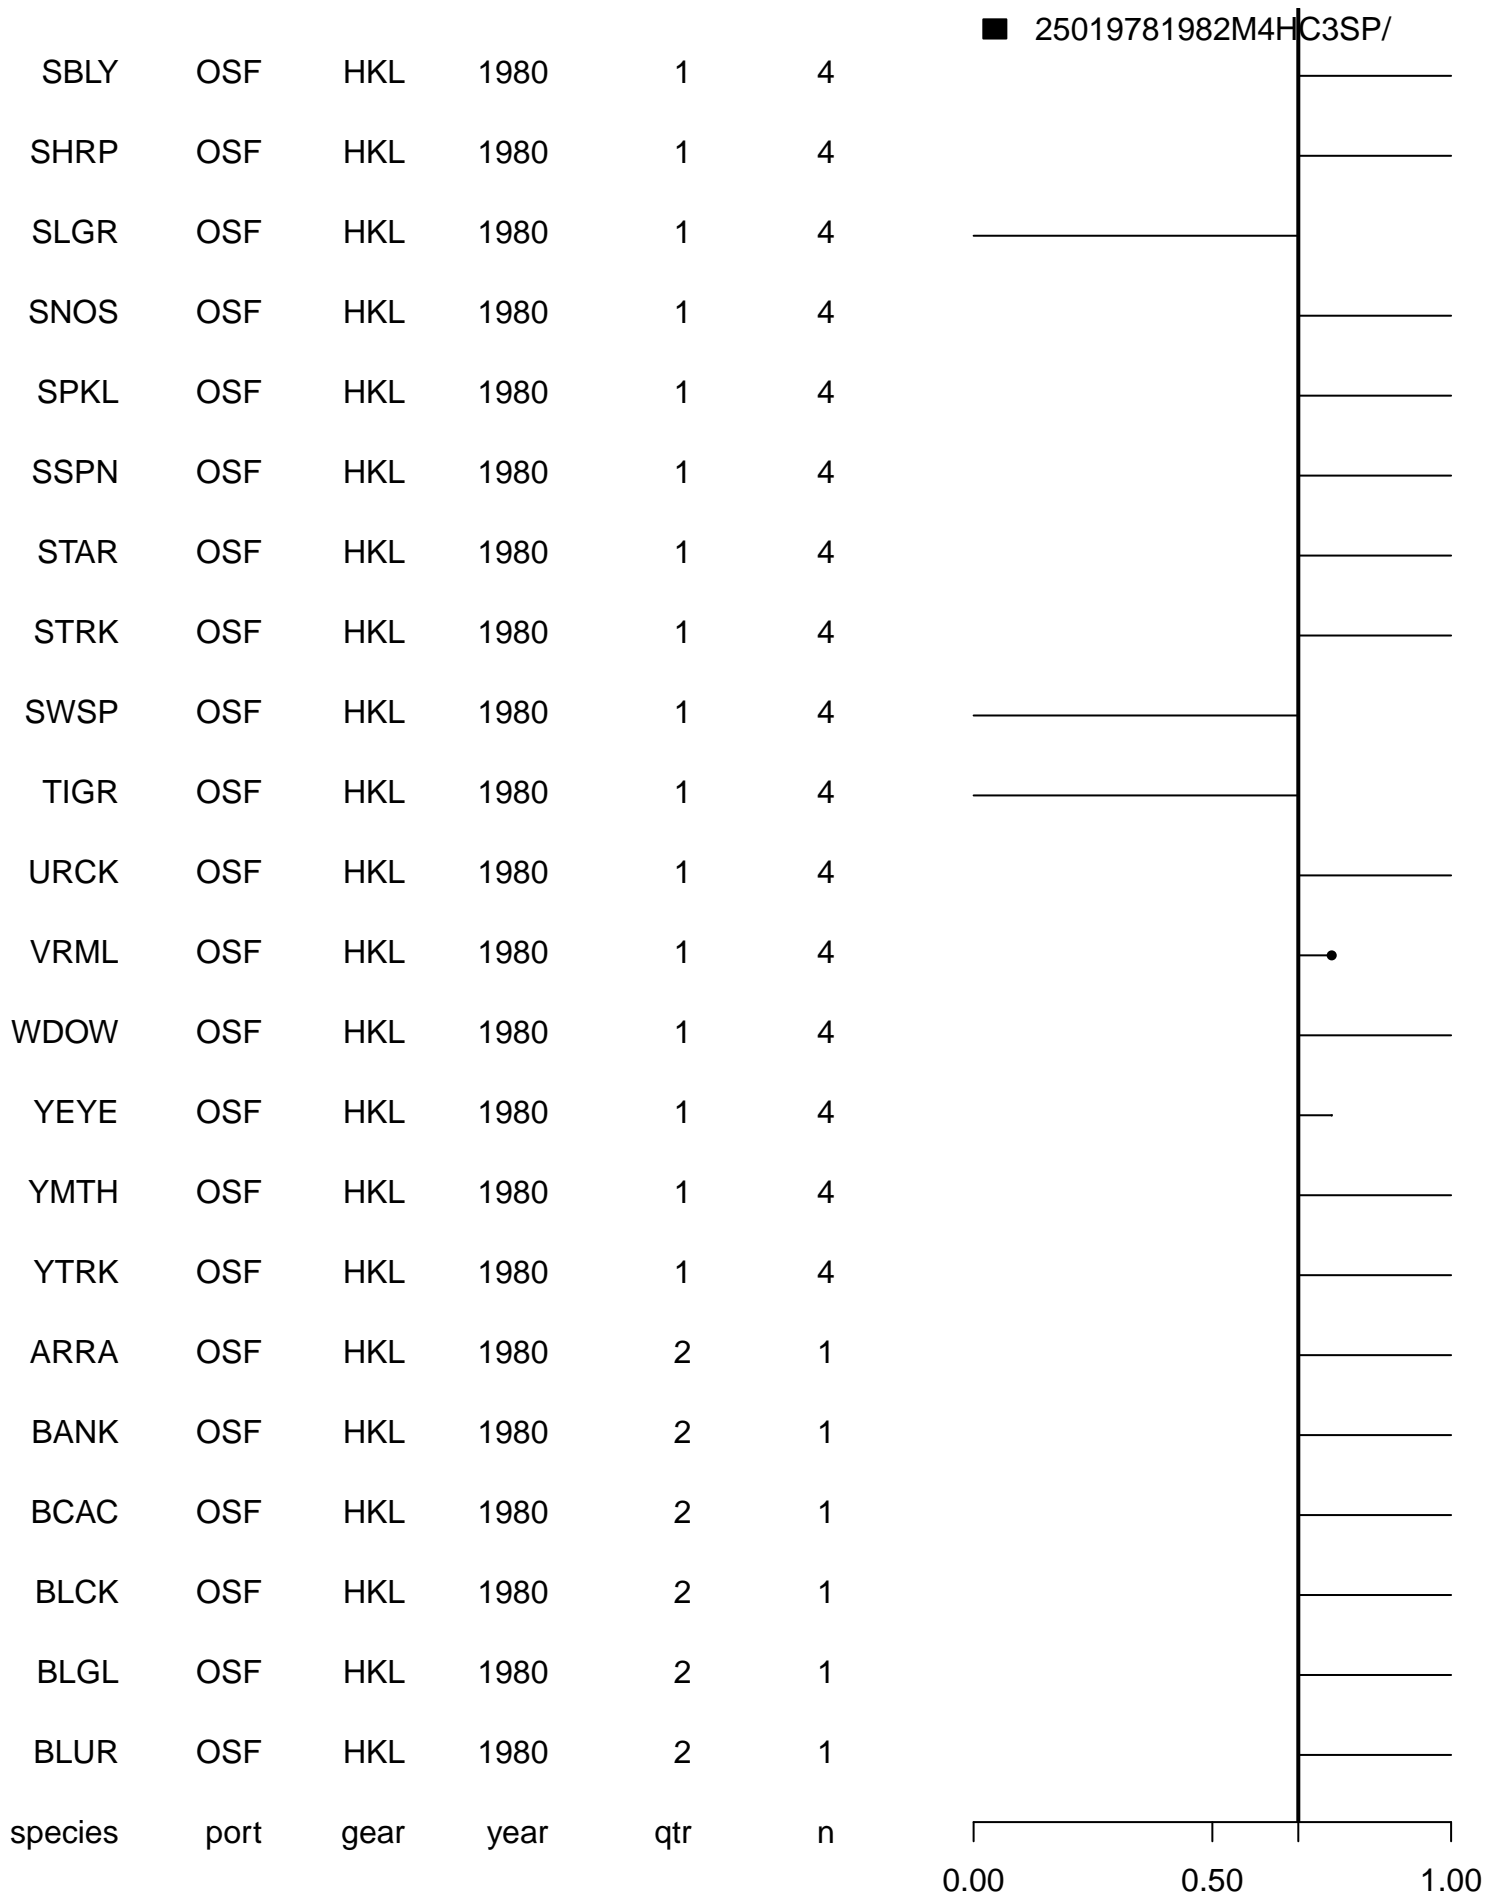 25019781982M4HC3SP/
SBLY OSF HKL 1980 1 4
SHRP OSF HKL 1980 1 4
SLGR OSF HKL 1980 1 4
SNOS OSF HKL 1980 1 4
SPKL OSF HKL 1980 1 4
SSPN OSF HKL 1980 1 4
STAR OSF HKL 1980 1 4
STRK OSF HKL 1980 1 4
SWSP OSF HKL 1980 1 4
TIGR OSF HKL 1980 1 4
URCK OSF HKL 1980 1 4
VRML OSF HKL 1980 1 4
WDOW OSF HKL 1980 1 4
YEYE OSF HKL 1980 1 4
YMTH OSF HKL 1980 1 4
YTRK OSF HKL 1980 1 4
ARRA OSF HKL 1980 2 1
BANK OSF HKL 1980 2 1
BCAC OSF HKL 1980 2 1
BLCK OSF HKL 1980 2 1
BLGL OSF HKL 1980 2 1
BLUR OSF HKL 1980 2 1
species port gear year qtr n
0.00 0.50 1.00